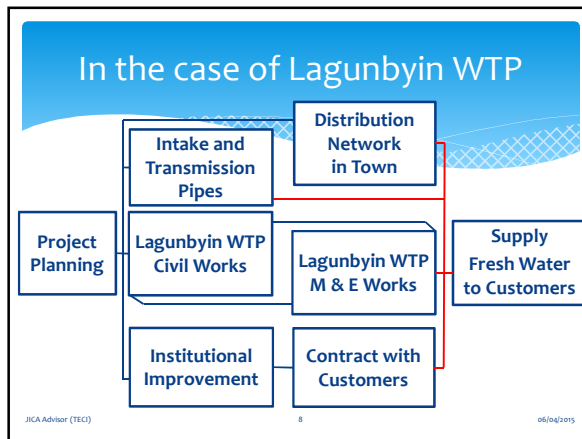 In the case of Lagunbyin WTP
Distribution
Network
in Town
Intake and
Transmission
Pipes
Project
Planning
Lagunbyin WTP
Civil Works
Lagunbyin WTP
M & E Works
Supply
Fresh Water
to Customers
Institutional
Improvement
Contract with
Customers
JICA Advisor (TECI)
8
06/04/2015